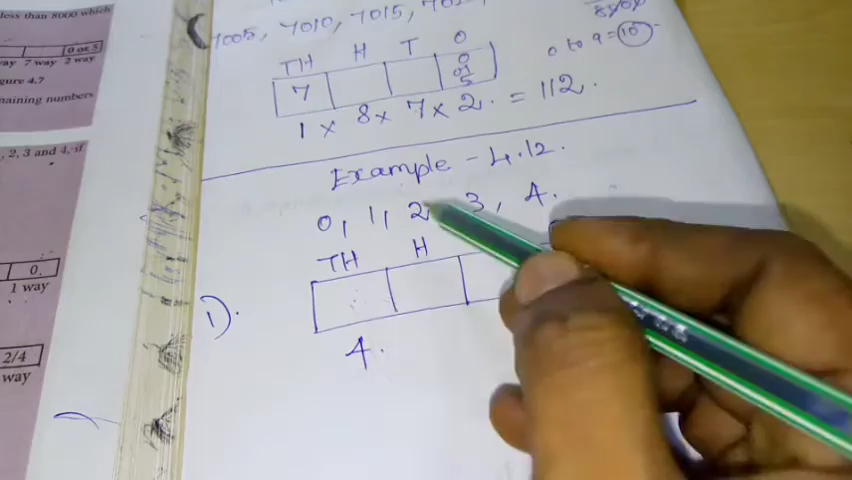 less than 8000 which
7005, 7010, 7015,
TH H T O
0 or 5
way 7 way 2 way
7
0
or
5
0 to 9 = 10
gure 4.7
1 x 8 x 7 x 2 = 112.
maining numbers
, 2, 3 and 4, if
Example - 4.12.
0, 1, 2, 3, 4.
TH H
0.
1 way
1).
2/4
way
4.